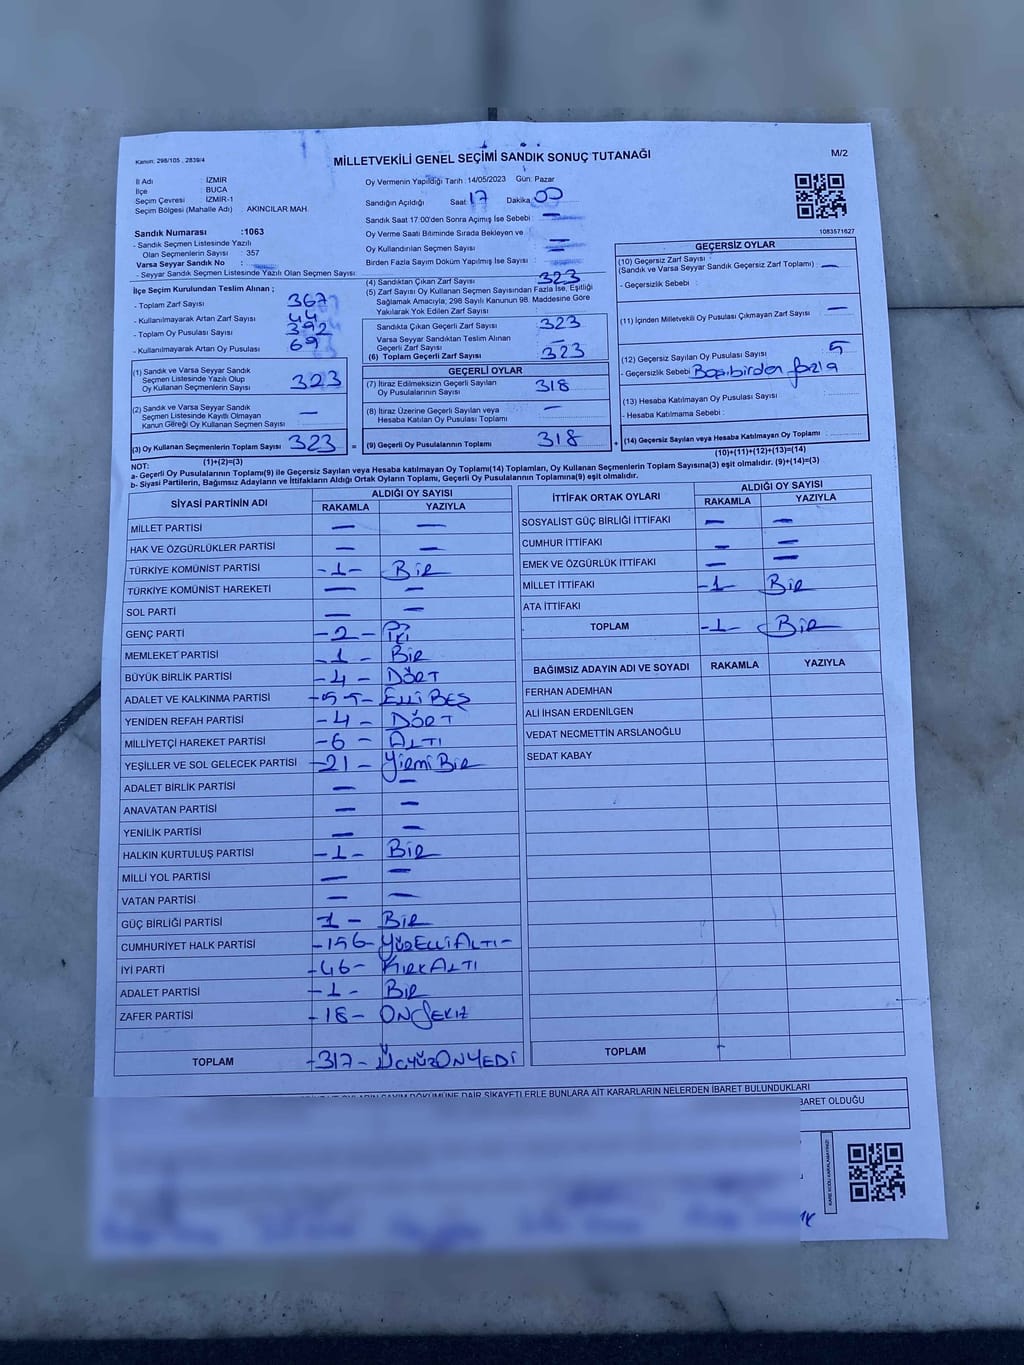 Kanun: 298/105 , 2839/4
MİLLETVEKİLİ GENEL SEÇİMİ SANDIK SONUÇ TUTANAĞI
M/2
İl Adı : İZMİR
İlçe : BUCA
Seçim Çevresi : İZMİR-1
Seçim Bölgesi (Mahalle Adı) : AKINCILAR MAH.
Sandık Numarası :1063
- Sandık Seçmen Listesinde Yazılı
Olan Seçmenlerin Sayısı : 357
Varsa Seyyar Sandık No :
- Seyyar Sandık Seçmen Listesinde Yazılı Olan Seçmen Sayısı:
İlçe Seçim Kurulundan Teslim Alınan ;
- Toplam Zarf Sayısı 367
- Kullanılmayarak Artan Zarf Sayısı 44
- Toplam Oy Pusulası Sayısı 392
- Kullanılmayarak Artan Oy Pusulası 69
(1) Sandık ve Varsa Seyyar Sandık
Seçmen Listesinde Yazılı Olup
Oy Kullanan Seçmenlerin Sayısı 323
(2) Sandık ve Varsa Seyyar Sandık
Seçmen Listesinde Kayıtlı Olmayan
Kanun Gereği Oy Kullanan Seçmen Sayısı —
(3) Oy Kullanan Seçmenlerin Toplam Sayısı 323
(1)+(2)=(3)
Oy Vermenin Yapıldığı Tarih : 14/05/2023 Gün: Pazar
Sandığın Açıldığı Saat: 17 Dakika: 00
Sandık Saat 17:00'den Sonra Açımış İse Sebebi : —
Oy Verme Saati Bitiminde Sırada Bekleyen ve
Oy Kullandırılan Seçmen Sayısı —
Birden Fazla Sayım Döküm Yapılmış İse Sayısı : —
(4) Sandıktan Çıkan Zarf Sayısı 323
(5) Zarf Sayısı Oy Kullanan Seçmen Sayısından Fazla İse, Eşitliği
Sağlamak Amacıyla, 298 Sayılı Kanunun 98. Maddesine Göre
Yakılarak Yok Edilen Zarf Sayısı :
Sandıkta Çıkan Geçerli Zarf Sayısı 323
Varsa Seyyar Sandıktan Teslim Alınan
Geçerli Zarf Sayısı —
(6) Toplam Geçerli Zarf Sayısı 323
GEÇERLİ OYLAR
(7) İtiraz Edilmeksizin Geçerli Sayılan
Oy Pusulalarının Sayısı 318
(8) İtiraz Üzerine Geçerli Sayılan veya
Hesaba Katılan Oy Pusulası Toplamı —
= (9) Geçerli Oy Pusulalarının Toplamı 318
1083571627
GEÇERSİZ OYLAR
(10) Geçersiz Zarf Sayısı :
(Sandık ve Varsa Seyyar Sandık Geçersiz Zarf Toplamı) —
- Geçersizlik Sebebi :
(11) İçinden Milletvekili Oy Pusulası Çıkmayan Zarf Sayısı : —
(12) Geçersiz Sayılan Oy Pusulası Sayısı 5
- Geçersizlik Sebebi : birden fazla
(13) Hesaba Katılmayan Oy Pusulası Sayısı
- Hesaba Katılmama Sebebi :
+ (14) Geçersiz Sayılan veya Hesaba Katılmayan Oy Toplamı :
(10)+(11)+(12)+(13)=(14)
NOT:
a- Geçerli Oy Pusulalarının Toplamı(9) ile Geçersiz Sayılan veya Hesaba katılmayan Oy Toplamı(14) Toplamları, Oy Kullanan Seçmenlerin Toplam Sayısına(3) eşit olmalıdır. (9)+(14)=(3)
b- Siyasi Partilerin, Bağımsız Adayların ve İttifakların Aldığı Ortak Oyların Toplamı, Geçerli Oy Pusulalarının Toplamına(9) eşit olmalıdır.
SİYASİ PARTİNİN ADI ALDIĞI OY SAYISI
RAKAMLA YAZIYLA
MİLLET PARTİSİ — —
HAK VE ÖZGÜRLÜKLER PARTİSİ — —
TÜRKİYE KOMÜNİST PARTİSİ -1- BİR
TÜRKİYE KOMÜNİST HAREKETİ — —
SOL PARTİ — —
GENÇ PARTİ -2- İKİ
MEMLEKET PARTİSİ -1- BİR
BÜYÜK BİRLİK PARTİSİ -4- DÖRT
ADALET VE KALKINMA PARTİSİ -55- ELLİ BEŞ
YENİDEN REFAH PARTİSİ -4- DÖRT
MİLLİYETÇİ HAREKET PARTİSİ -6- ALTI
YEŞİLLER VE SOL GELECEK PARTİSİ -21- Yirmi Bir
ADALET BİRLİK PARTİSİ — —
ANAVATAN PARTİSİ — —
YENİLİK PARTİSİ — —
HALKIN KURTULUŞ PARTİSİ -1- BİR
MİLLİ YOL PARTİSİ — —
VATAN PARTİSİ — —
GÜÇ BİRLİĞİ PARTİSİ 1- BİR
CUMHURİYET HALK PARTİSİ -156- YÜZELLİALTI-
İYİ PARTİ -46- KIRKALTI
ADALET PARTİSİ -1- BİR
ZAFER PARTİSİ -18- ONSEKİZ
TOPLAM -317- ÜÇYÜZONYEDİ
İTTİFAK ORTAK OYLARI ALDIĞI OY SAYISI
RAKAMLA YAZIYLA
SOSYALİST GÜÇ BİRLİĞİ İTTİFAKI — —
CUMHUR İTTİFAKI — —
EMEK VE ÖZGÜRLÜK İTTİFAKI — —
MİLLET İTTİFAKI -1- Bir
ATA İTTİFAKI
TOPLAM -1- Bir
BAĞIMSIZ ADAYIN ADI VE SOYADI RAKAMLA YAZIYLA
FERHAN ADEMHAN
ALİ İHSAN ERDENİLGEN
VEDAT NECMETTİN ARSLANOĞLU
SEDAT KABAY
TOPLAM
OYLARIN SAYIM DÖKÜMÜNE DAİR ŞİKAYETLERLE BUNLARA AİT KARARLARIN NELERDEN İBARET BULUNDUKLARI
İBARET OLDUĞU
KARE KODU KARALAMAYINIZ!